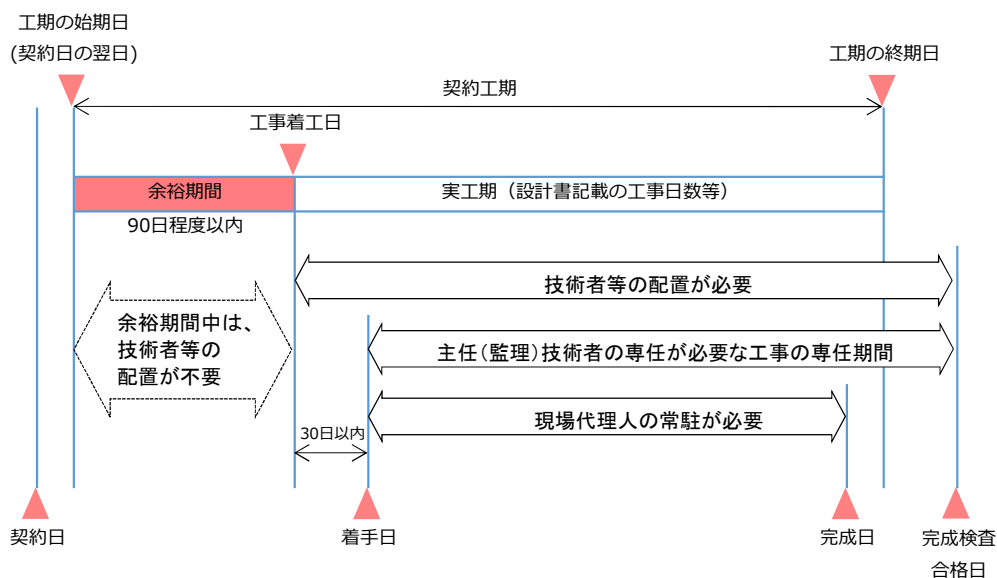 工期の始期日
(契約日の翌日)
工期の終期日
契約工期
工事着工日
余裕期間
実工期（設計書記載の工事日数等）
90日程度以内
技術者等の配置が必要
余裕期間中は、
技術者等の
配置が不要
主任（監理）技術者の専任が必要な工事の専任期間
現場代理人の常駐が必要
30日以内
契約日
着手日
完成日
完成検査
合格日